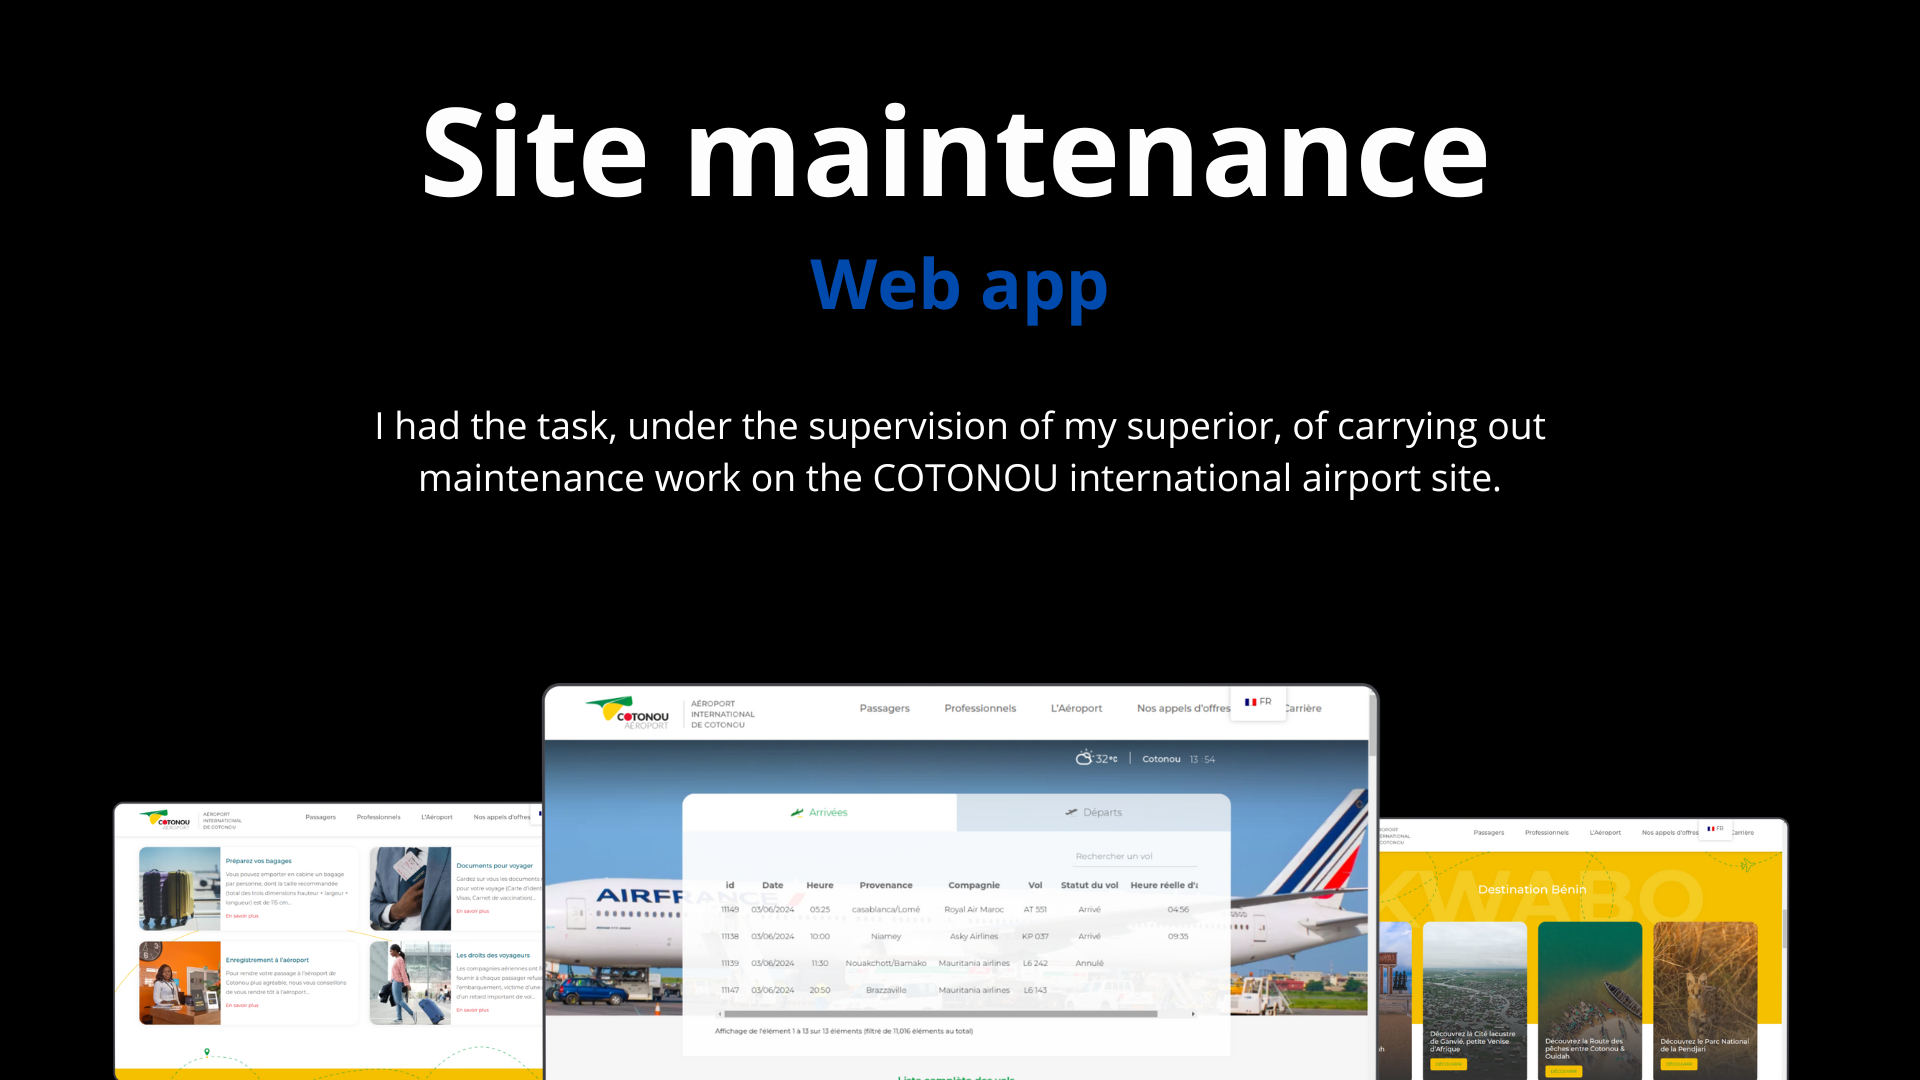 Site maintenance
Web app
I had the task, under the supervision of my superior, of carrying out
maintenance work on the COTONOU international airport site.
COTONOU
AÉROPORT
AÉROPORT
INTERNATIONAL
DE COTONOU
Passagers Professionnels L'Aéroport Nos appels d'offres FR Carrière
32°C Cotonou 13 : 54
Arrivées Départs
Rechercher un vol
AIRFRANCE
id Date Heure Provenance Compagnie Vol Statut du vol Heure réelle d'a
11149 03/06/2024 05:25 casablanca/Lomé Royal Air Maroc AT 551 Arrivé 04:56
11138 03/06/2024 10:00 Niamey Asky Airlines KP 037 Arrivé 09:35
11139 03/06/2024 11:30 Nouakchott/Bamako Mauritania airlines L6 242 Annulé
11147 03/06/2024 20:50 Brazzaville Mauritania airlines L6 143
Affichage de l'élément 1 à 13 sur 13 éléments (filtré de 11,016 éléments au total)
Liste complète des vols
COTONOU
AÉROPORT
AÉROPORT
INTERNATIONAL
DE COTONOU
Passagers Professionnels L'Aéroport Nos appels d'offres
Préparez vos bagages
Vous pouvez emporter en cabine un bagage
par personne, dont la taille recommandée
(total des trois dimensions hauteur + largeur +
longueur) est de 115 cm...
En savoir plus
Documents pour voyager
Gardez sur vous les documents
pour votre voyage (Carte d'ident
Visas, Carnet de vaccination)...
En savoir plus
Enregistrement à l'aéroport
Pour rendre votre passage à l'aéroport de
Cotonou plus agréable, nous vous conseillons
de vous rendre tôt à l'aéroport...
En savoir plus
Les droits des voyageurs
Les compagnies aériennes ont
fournir à chaque passager refus
l'embarquement, victime d'une
d'un retard important de vol...
En savoir plus
Passagers Professionnels L'Aéroport Nos appels d'offres FR Carrière
KWABO
Destination Bénin
Découvrez la Cité lacustre
de Ganvié, petite Venise
d'Afrique
DÉCOUVRIR
Découvrez la Route des
pêches entre Cotonou &
Ouidah
DÉCOUVRIR
Découvrez le Parc National
de la Pendjari
DÉCOUVRIR